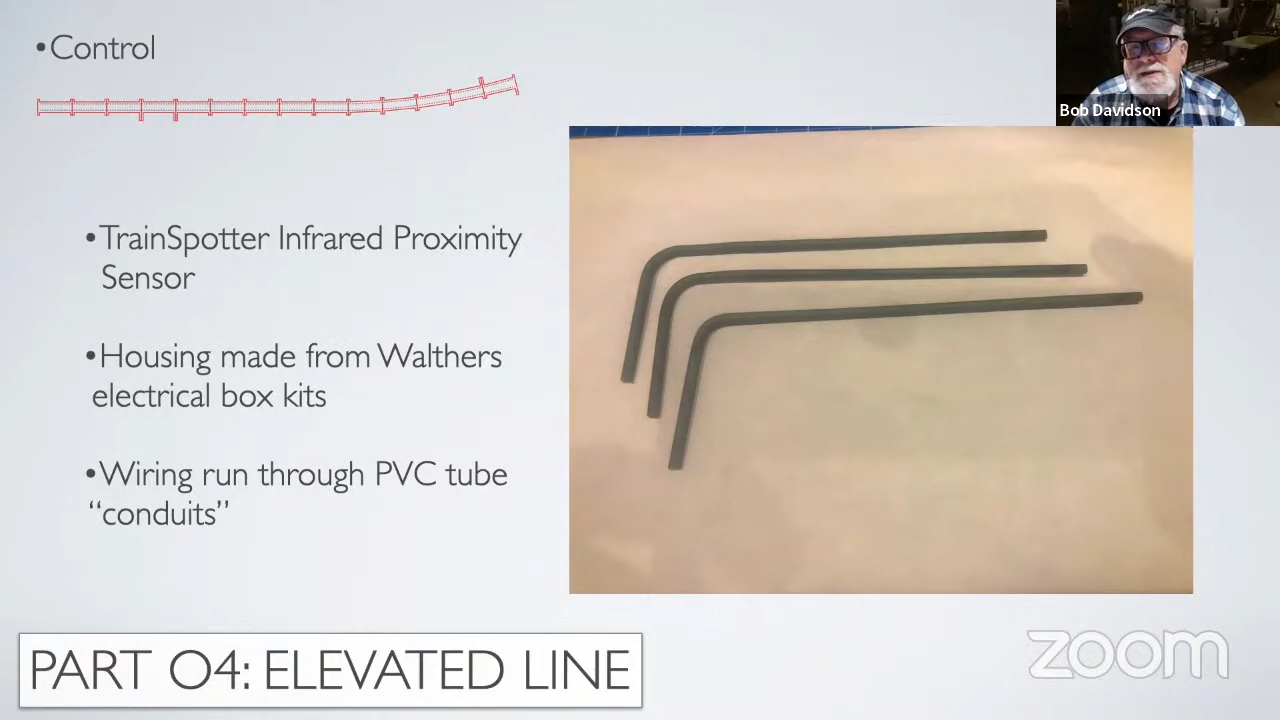 •Control
Bob Davidson
•TrainSpotter Infrared Proximity
Sensor
•Housing made from Walthers
electrical box kits
•Wiring run through PVC tube
“conduits”
PART 04: ELEVATED LINE
zoom